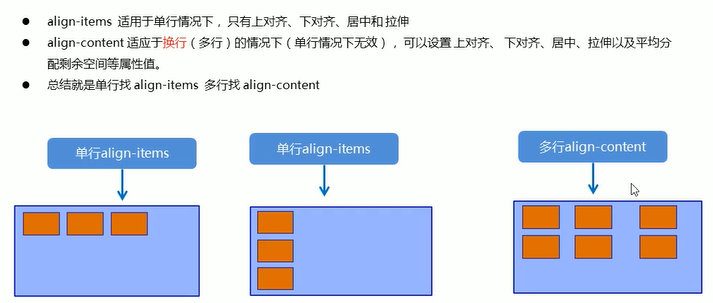 align-items 适用于单行情况下，只有上对齐、下对齐、居中和 拉伸
align-content 适应于换行（多行）的情况下（单行情况下无效），可以设置 上对齐、 下对齐、居中、拉伸以及平均分
配剩余空间等属性值。
总结就是单行找 align-items 多行找 align-content
单行align-items
单行align-items
多行align-content